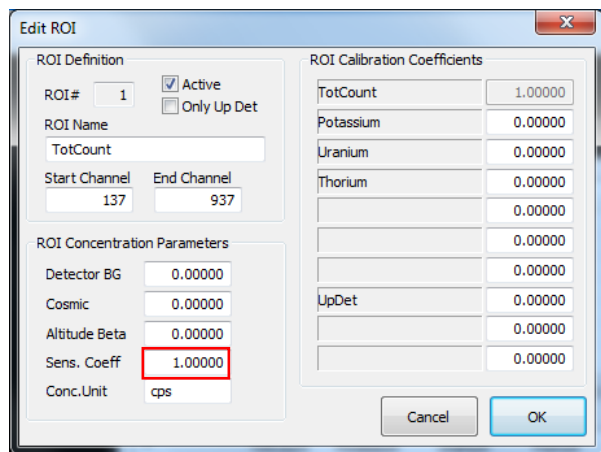 Edit ROI
ROI Definition
ROI# 1
Active
Only Up Det
ROI Name
TotCount
Start Channel End Channel
137 937
ROI Concentration Parameters
Detector BG 0.00000
Cosmic 0.00000
Altitude Beta 0.00000
Sens. Coeff 1.00000
Conc.Unit cps
ROI Calibration Coefficients
TotCount 1.00000
Potassium 0.00000
Uranium 0.00000
Thorium 0.00000
0.00000
0.00000
0.00000
UpDet 0.00000
0.00000
0.00000
Cancel OK